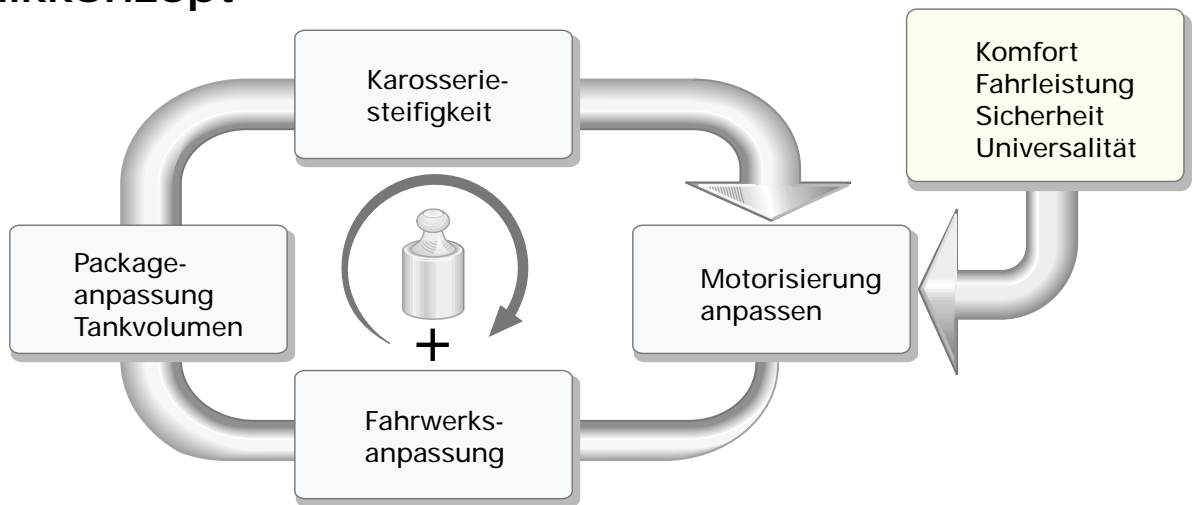 Karosserie-
steifigkeit
Komfort
Fahrleistung
Sicherheit
Universalität
Package-
anpassung
Tankvolumen
Motorisierung
anpassen
+
Fahrwerks-
anpassung